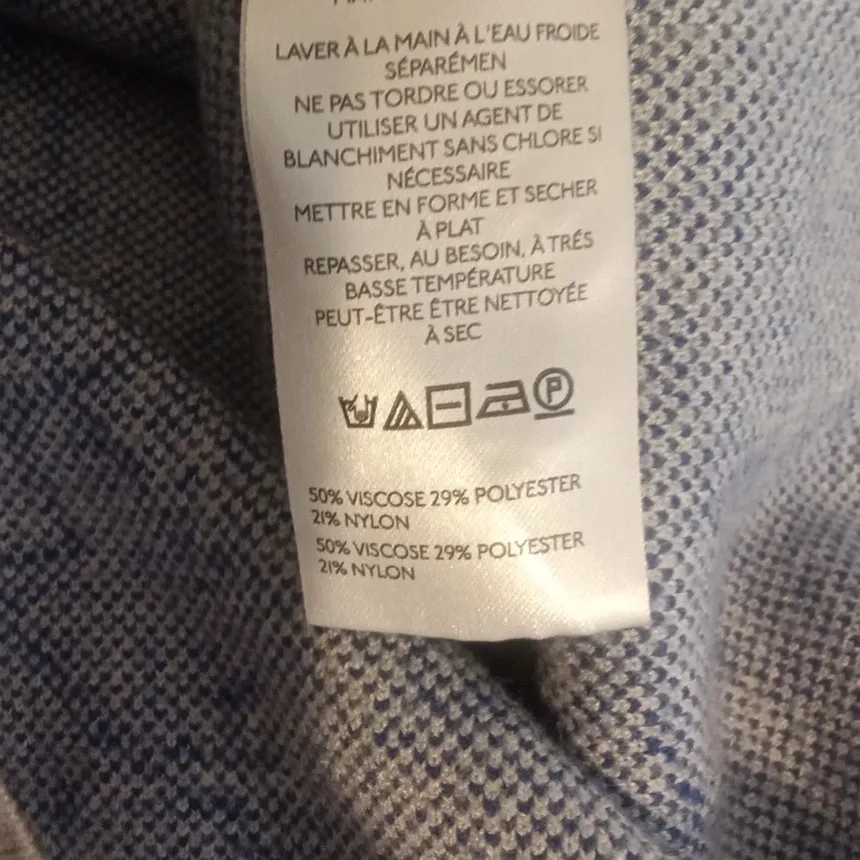 LAVER À LA MAIN À L'EAU FROIDE
SÉPARÉMEN
NE PAS TORDRE OU ESSORER
UTILISER UN AGENT DE
BLANCHIMENT SANS CHLORE SI
NÉCESSAIRE
METTRE EN FORME ET SECHER
À PLAT
REPASSER, AU BESOIN, À TRÉS
BASSE TEMPÉRATURE
PEUT-ÊTRE ÊTRE NETTOYÉE
À SEC
P
50% VISCOSE 29% POLYESTER
21% NYLON
50% VISCOSE 29% POLYESTER
21% NYLON